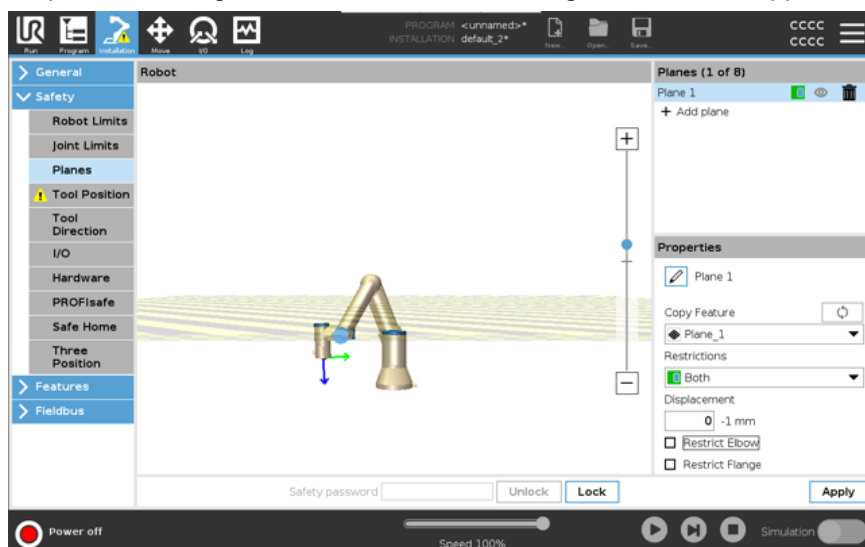 PROGRAM <unnamed>*
INSTALLATION default_2*
Run
Program
Installation
Move
I/O
Log
New...
Open...
Save...
CCCC
CCCC
General
Safety
Robot Limits
Joint Limits
Planes
Tool Position
Tool
Direction
I/O
Hardware
PROFIsafe
Safe Home
Three
Position
Features
Fieldbus
Robot
Planes (1 of 8)
Plane 1
+ Add plane
Properties
Plane 1
Copy Feature
Plane_1
Restrictions
Both
Displacement
0 -1 mm
Restrict Elbow
Restrict Flange
Safety password
Unlock
Lock
Apply
Power off
Speed 100%
Simulation